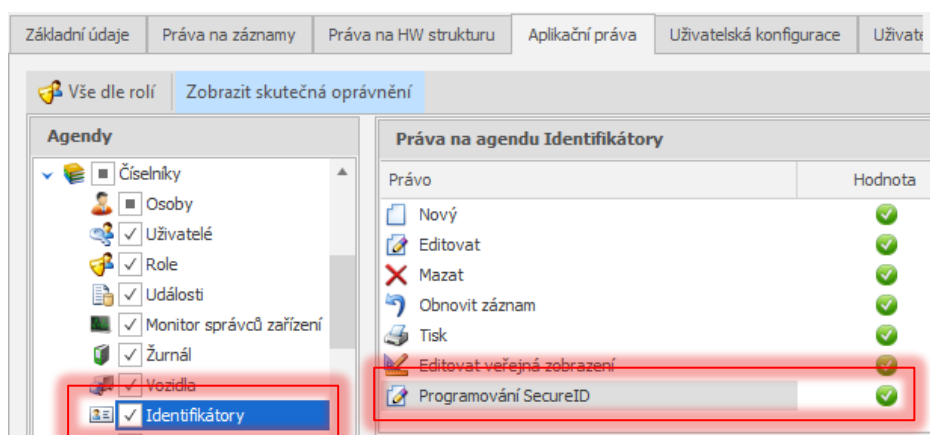 Základní údaje Práva na záznamy Práva na HW strukturu Aplikační práva Uživatelská konfigurace Uživate
Vše dle rolí Zobrazit skutečná oprávnění
Agendy
Číselníky
Osoby
Uživatelé
Role
Události
Monitor správců zařízení
Žurnál
Vozidla
Identifikátory
Práva na agendu Identifikátory
Právo Hodnota
Nový
Editovat
Mazat
Obnovit záznam
Tisk
Editovat veřejná zobrazení
Programování SecureID